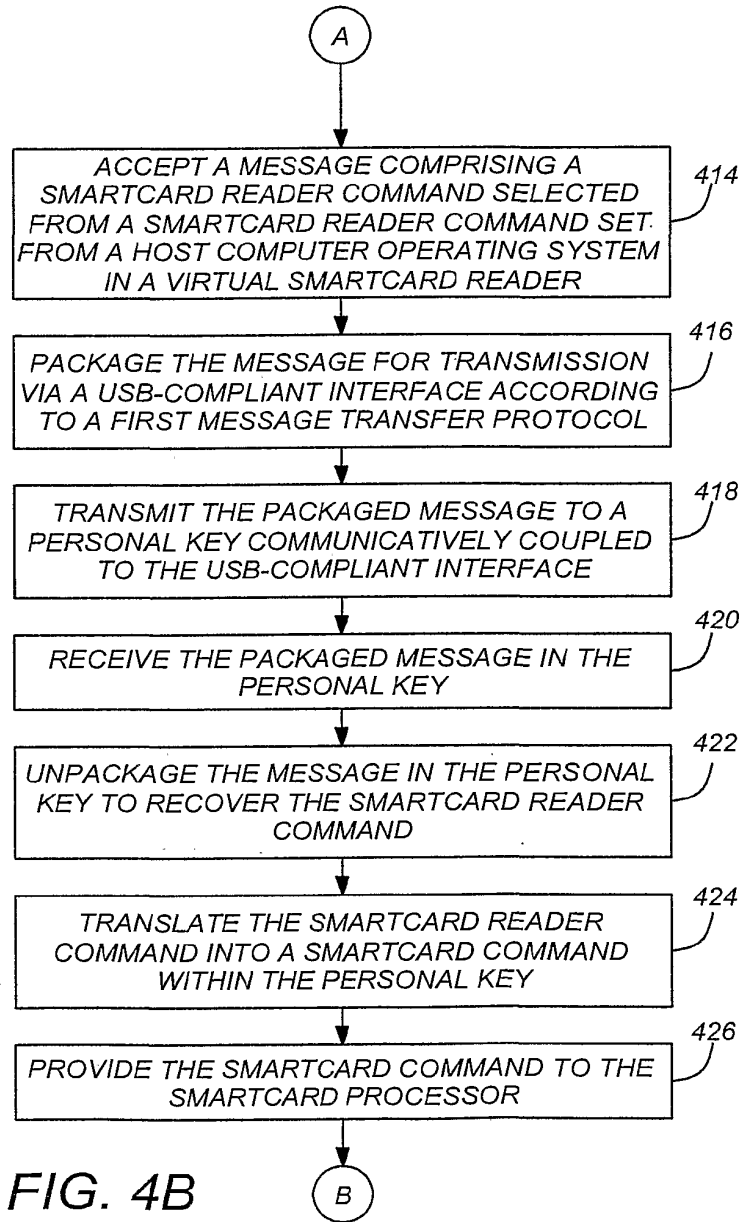 A
ACCEPT A MESSAGE COMPRISING A
SMARTCARD READER COMMAND SELECTED
FROM A SMARTCARD READER COMMAND SET
FROM A HOST COMPUTER OPERATING SYSTEM
IN A VIRTUAL SMARTCARD READER
414
PACKAGE THE MESSAGE FOR TRANSMISSION
VIA A USB-COMPLIANT INTERFACE ACCORDING
TO A FIRST MESSAGE TRANSFER PROTOCOL
416
TRANSMIT THE PACKAGED MESSAGE TO A
PERSONAL KEY COMMUNICATIVELY COUPLED
TO THE USB-COMPLIANT INTERFACE
418
RECEIVE THE PACKAGED MESSAGE IN THE
PERSONAL KEY
420
UNPACKAGE THE MESSAGE IN THE PERSONAL
KEY TO RECOVER THE SMARTCARD READER
COMMAND
422
TRANSLATE THE SMARTCARD READER
COMMAND INTO A SMARTCARD COMMAND
WITHIN THE PERSONAL KEY
424
PROVIDE THE SMARTCARD COMMAND TO THE
SMARTCARD PROCESSOR
426
B
FIG. 4B